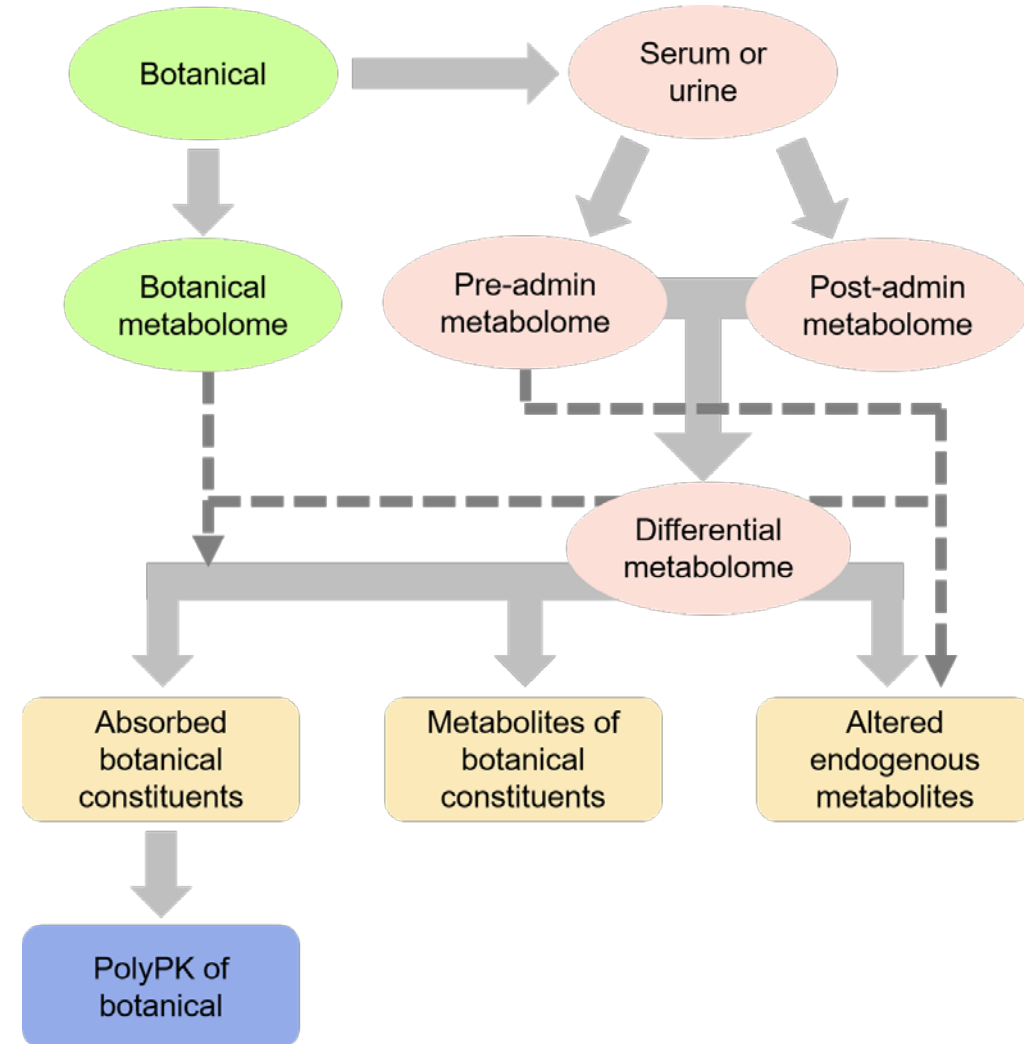 Botanical
Serum or
urine
Botanical
metabolome
Pre-admin
metabolome
Post-admin
metabolome
Differential
metabolome
Absorbed
botanical
constituents
Metabolites of
botanical
constituents
Altered
endogenous
metabolites
PolyPK of
botanical